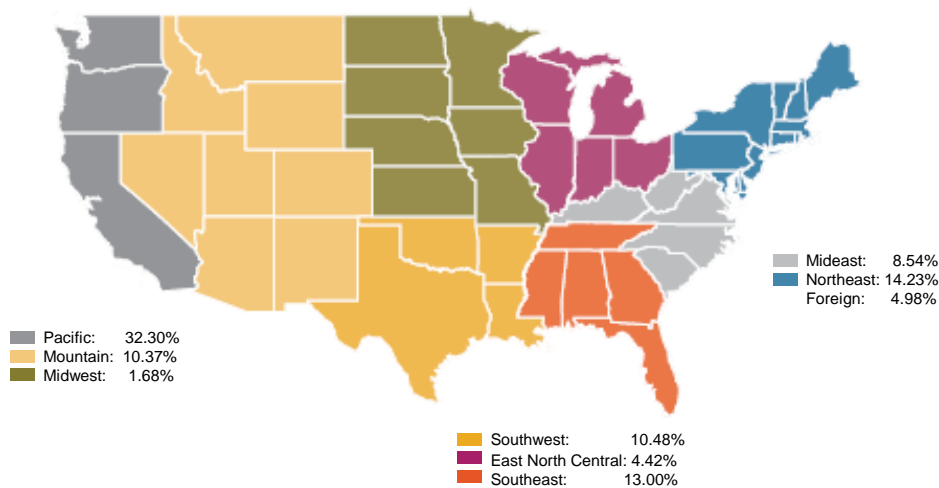 Mideast: 8.54%
Northeast: 14.23%
Foreign: 4.98%
Pacific: 32.30%
Mountain: 10.37%
Midwest: 1.68%
Southwest: 10.48%
East North Central: 4.42%
Southeast: 13.00%